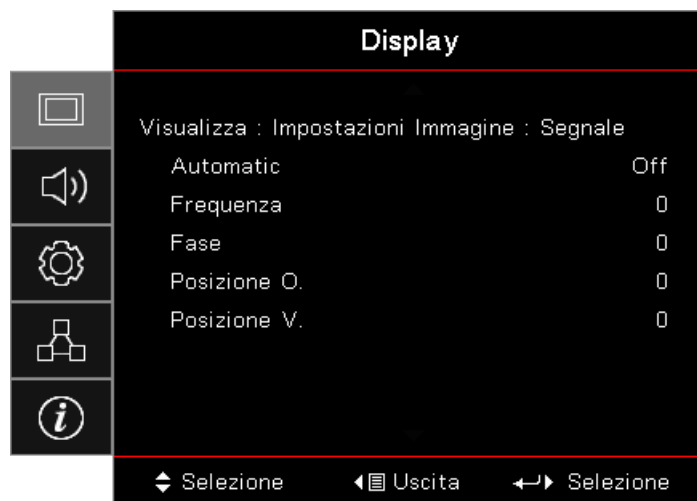 Display
Visualizza : Impostazioni Immagine : Segnale
Automatic Off
Frequenza 0
Fase 0
Posizione O. 0
Posizione V. 0
Selezione Uscita Selezione